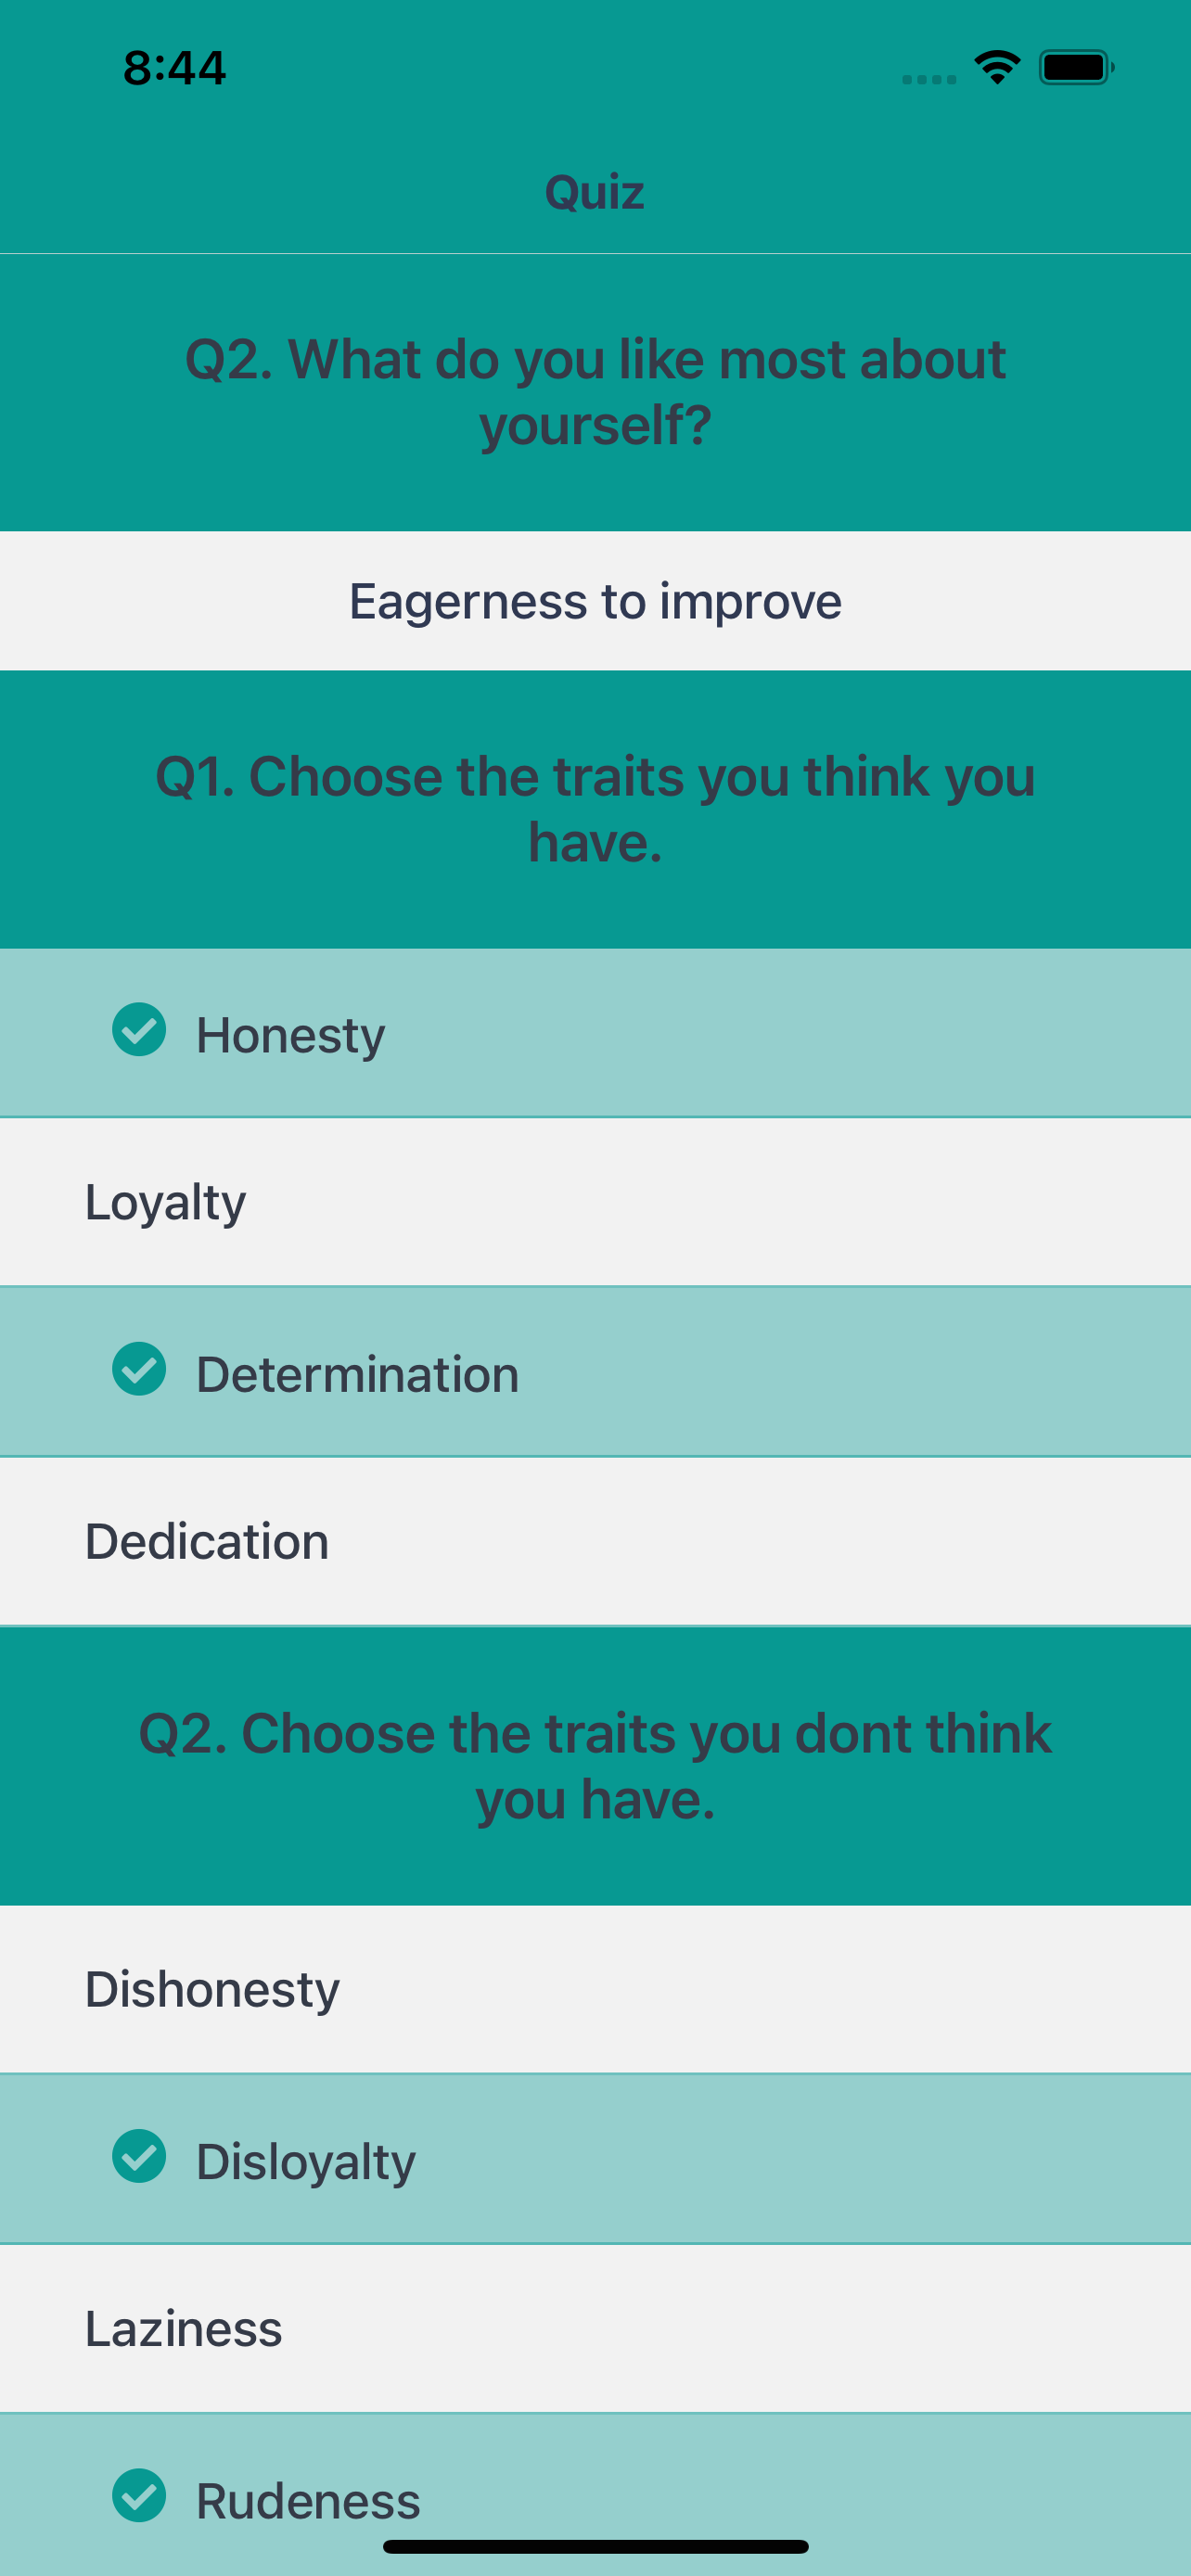 8:44
Quiz
Q2. What do you like most about
yourself?
Eagerness to improve
Q1. Choose the traits you think you
have.
Honesty
Loyalty
Determination
Dedication
Q2. Choose the traits you dont think
you have.
Dishonesty
Disloyalty
Laziness
Rudeness